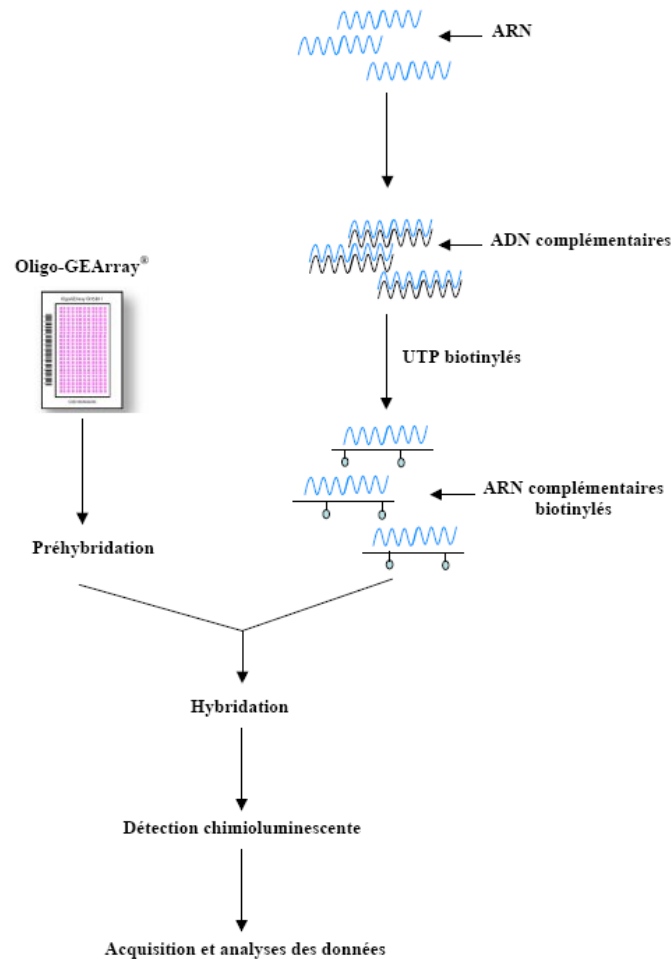 ARN
ADN complémentaires
Oligo-GEArray®
UTP biotinylés
ARN complémentaires
biotinylés
Préhybridation
Hybridation
Détection chimioluminescente
Acquisition et analyses des données